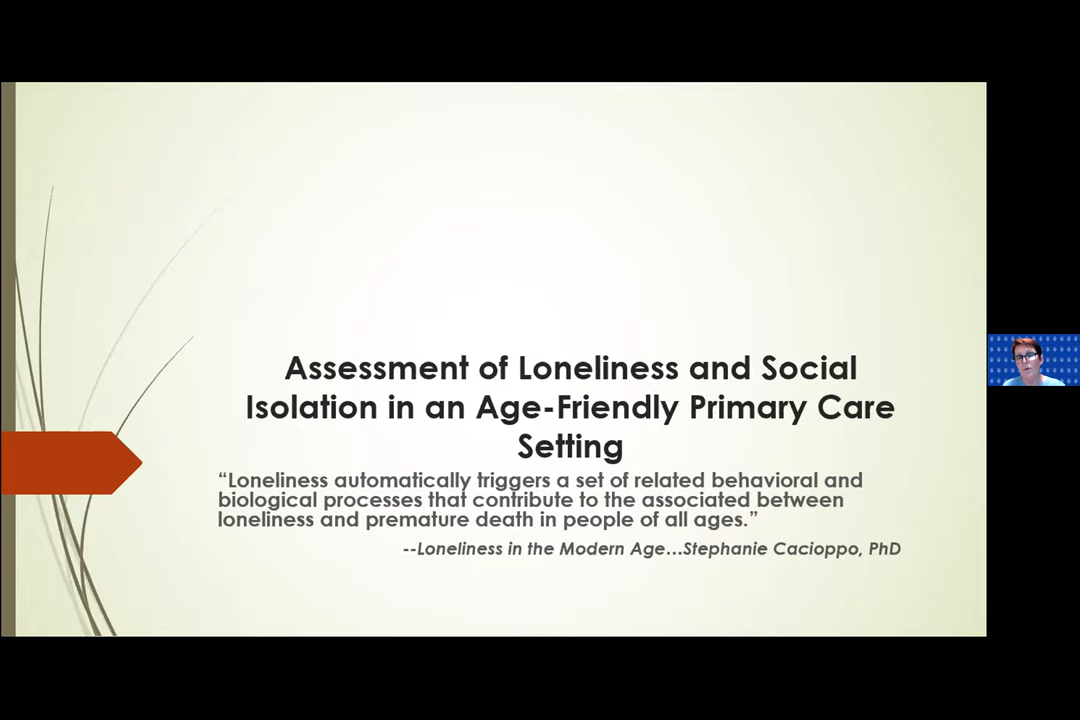 Assessment of Loneliness and Social
Isolation in an Age-Friendly Primary Care
Setting
“Loneliness automatically triggers a set of related behavioral and
biological processes that contribute to the associated between
loneliness and premature death in people of all ages.”
--Loneliness in the Modern Age…Stephanie Cacioppo, PhD